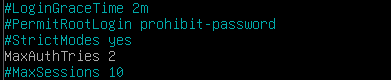 #LoginGraceTime 2m
#PermitRootLogin prohibit-password
#StrictModes yes
MaxAuthTries 2
#MaxSessions 10